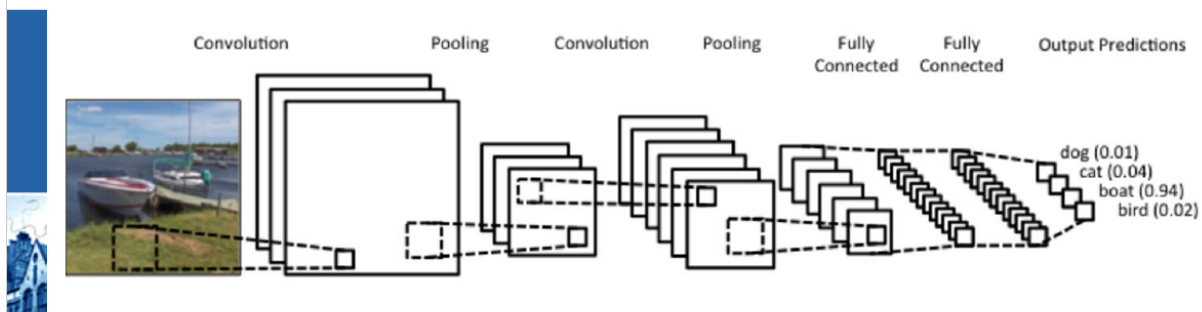 Convolution
Pooling
Convolution
Pooling
Fully
Connected
Fully
Connected
Output Predictions
dog (0.01)
cat (0.04)
boat (0.94)
bird (0.02)